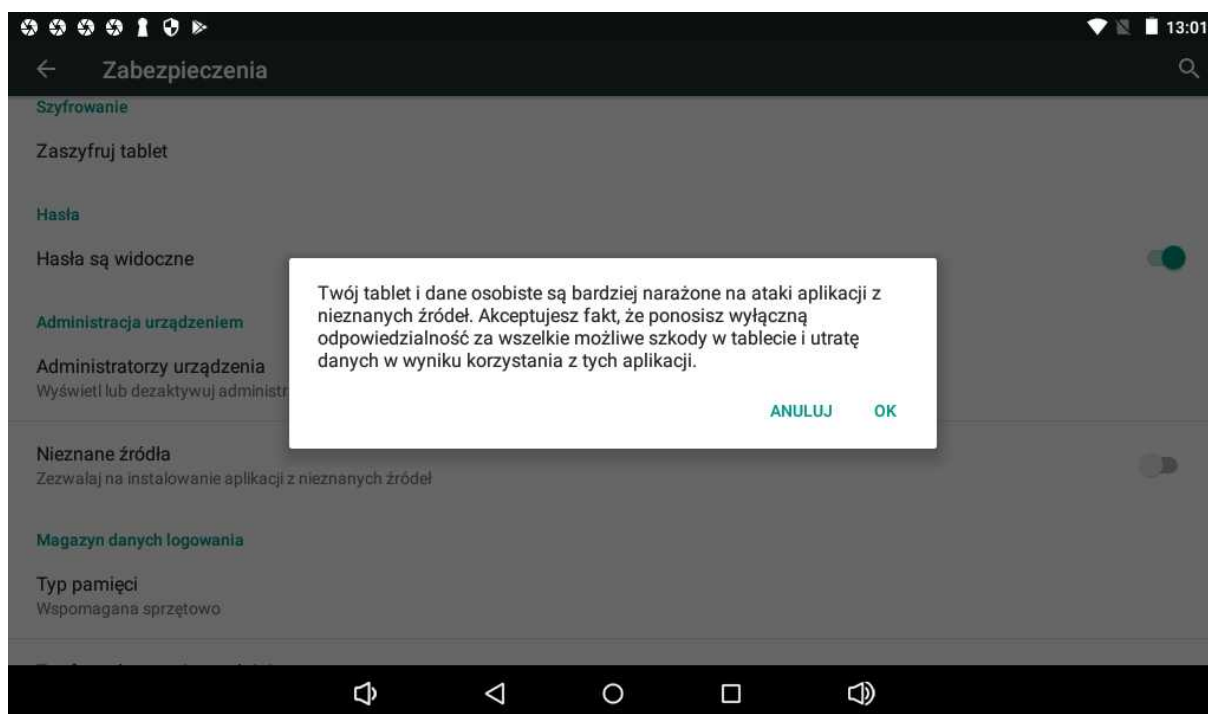 13:01
Zabezpieczenia
Szyfrowanie
Zaszyfruj tablet
Hasła
Hasła są widoczne
Twój tablet i dane osobiste są bardziej narażone na ataki aplikacji z
nieznanych źródeł. Akceptujesz fakt, że ponosisz wyłączną
odpowiedzialność za wszelkie możliwe szkody w tablecie i utratę
danych w wyniku korzystania z tych aplikacji.
ANULUJ OK
Administracja urządzeniem
Administratorzy urządzenia
Wyświetl lub dezaktywuj administr
Nieznane źródła
Zezwalaj na instalowanie aplikacji z nieznanych źródeł
Magazyn danych logowania
Typ pamięci
Wspomagana sprzętowo